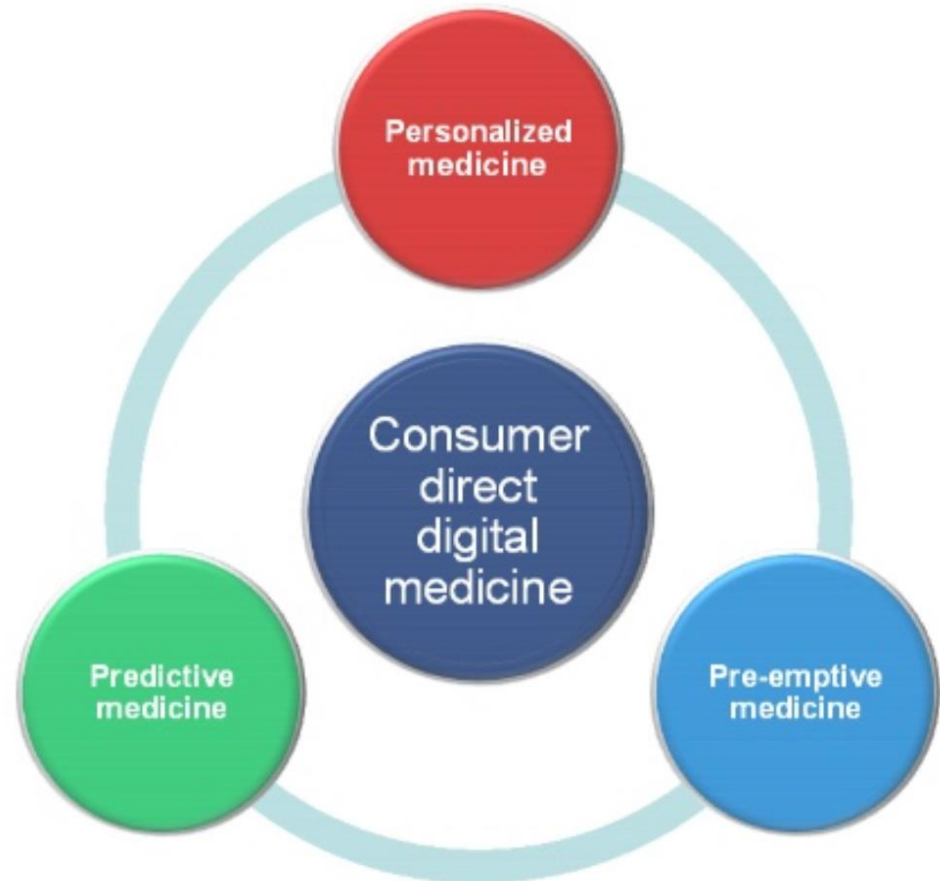 Personalized
medicine
Consumer
direct
digital
medicine
Predictive
medicine
Pre-emptive
medicine